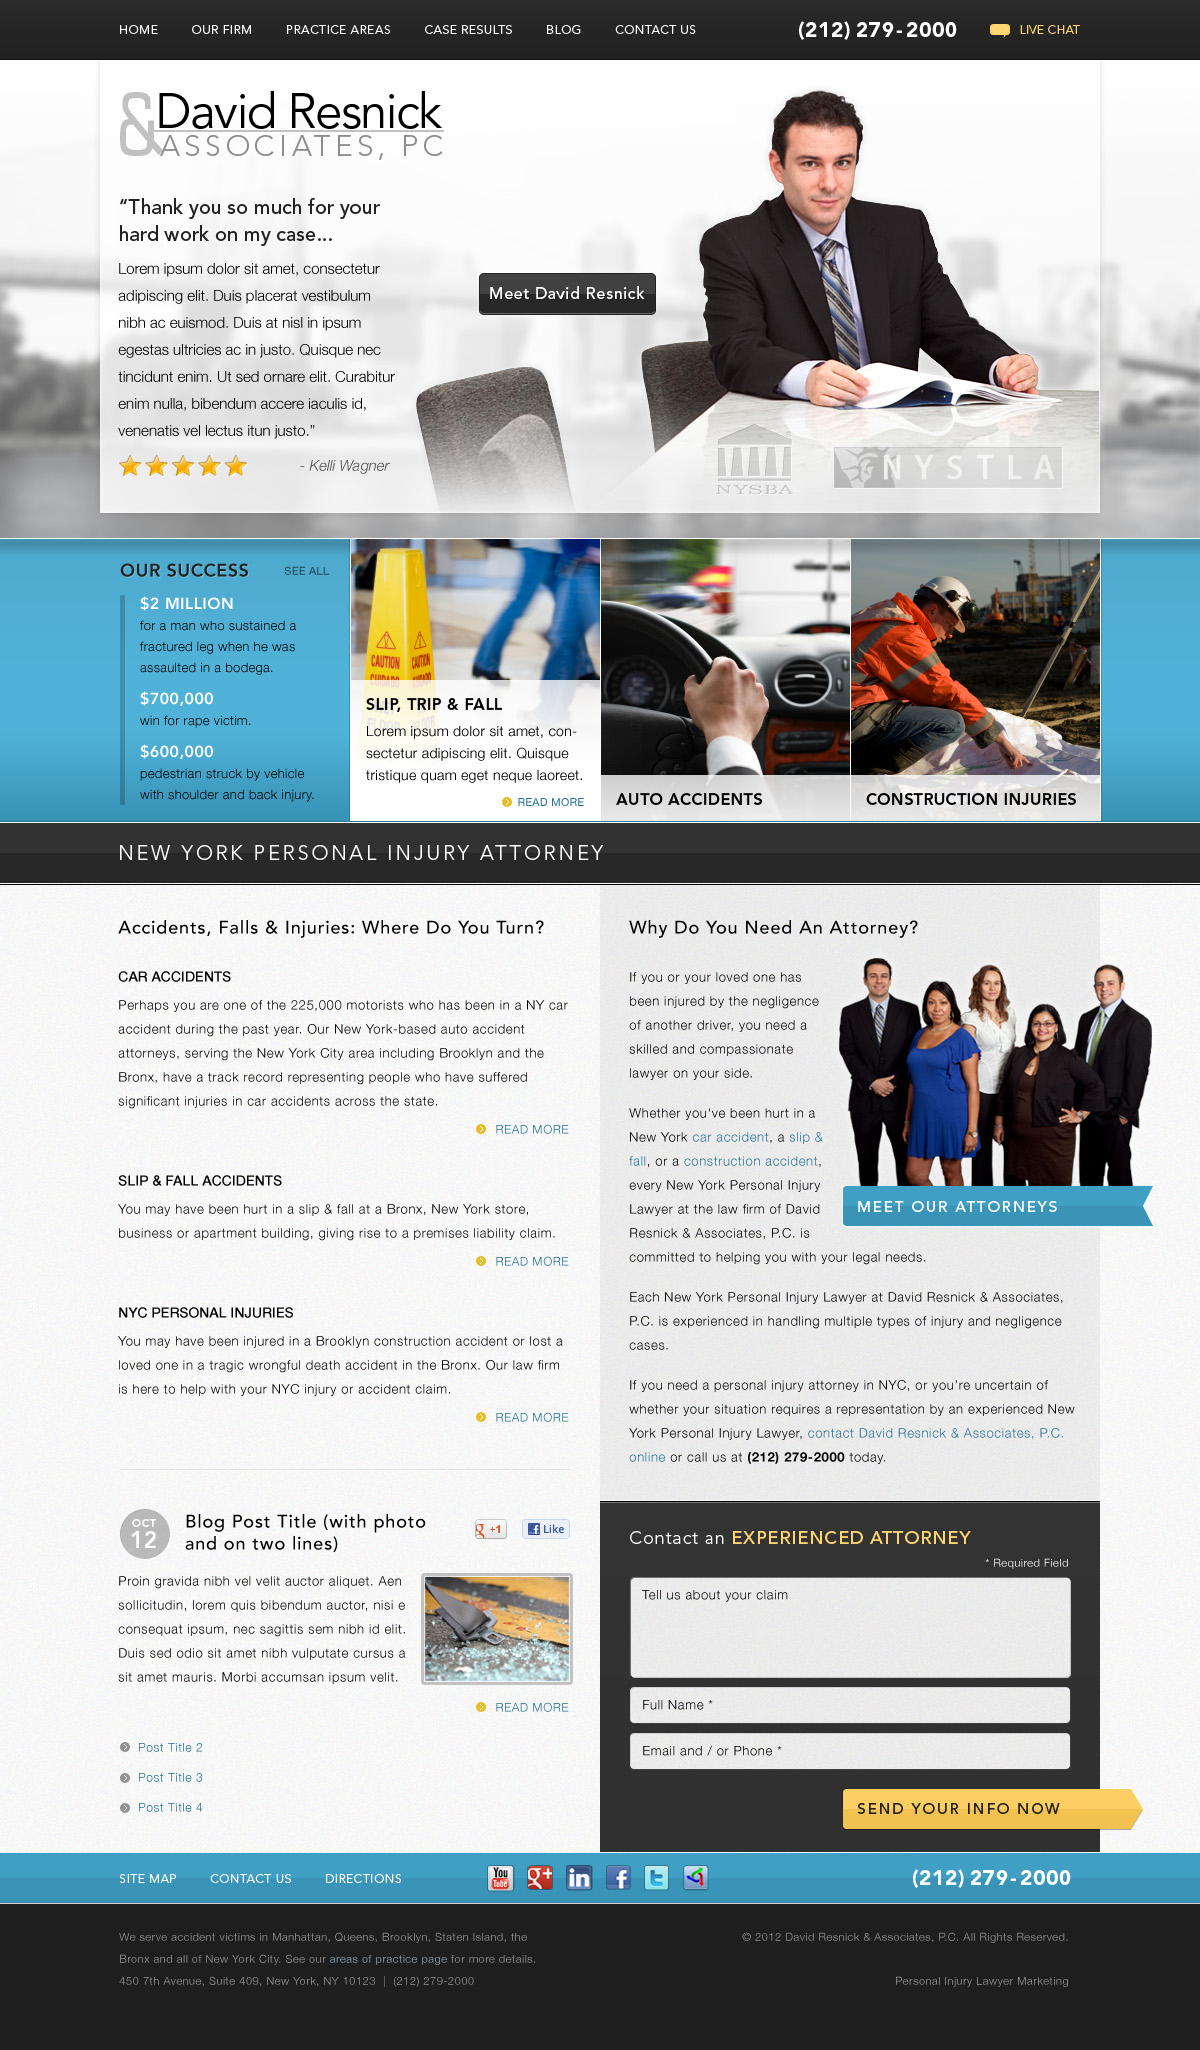 HOME OUR FIRM PRACTICE AREAS CASE RESULTS BLOG CONTACT US (212) 279-2000 LIVE CHAT
& David Resnick
ASSOCIATES, PC
“Thank you so much for your
hard work on my case...
Lorem ipsum dolor sit amet, consectetur
adipiscing elit. Duis placerat vestibulum
nibh ac euismod. Duis at nisl in ipsum
egestas ultricies ac in justo. Quisque nec
tincidunt enim. Ut sed ornare elit. Curabitur
enim nulla, bibendum accere iaculis id,
venenatis vel lectus itun justo.”
- Kelli Wagner
Meet David Resnick
NYSBA
NYSTLA
OUR SUCCESS SEE ALL
$2 MILLION
for a man who sustained a
fractured leg when he was
assaulted in a bodega.
$700,000
win for rape victim.
$600,000
pedestrian struck by vehicle
with shoulder and back injury.
CAUTION CAUTION
CUIDADO CUIDADO
SLIP, TRIP & FALL
Lorem ipsum dolor sit amet, con-
sectetur adipiscing elit. Quisque
tristique quam eget neque laoreet.
READ MORE
AUTO ACCIDENTS
CONSTRUCTION INJURIES
NEW YORK PERSONAL INJURY ATTORNEY
Accidents, Falls & Injuries: Where Do You Turn?
CAR ACCIDENTS
Perhaps you are one of the 225,000 motorists who has been in a NY car
accident during the past year. Our New York-based auto accident
attorneys, serving the New York City area including Brooklyn and the
Bronx, have a track record representing people who have suffered
significant injuries in car accidents across the state.
READ MORE
SLIP & FALL ACCIDENTS
You may have been hurt in a slip & fall at a Bronx, New York store,
business or apartment building, giving rise to a premises liability claim.
READ MORE
NYC PERSONAL INJURIES
You may have been injured in a Brooklyn construction accident or lost a
loved one in a tragic wrongful death accident in the Bronx. Our law firm
is here to help with your NYC injury or accident claim.
READ MORE
OCT
12
Blog Post Title (with photo
and on two lines)
g +1
f Like
Proin gravida nibh vel velit auctor aliquet. Aen
sollicitudin, lorem quis bibendum auctor, nisi e
consequat ipsum, nec sagittis sem nibh id elit.
Duis sed odio sit amet nibh vulputate cursus a
sit amet mauris. Morbi accumsan ipsum velit.
READ MORE
Post Title 2
Post Title 3
Post Title 4
Why Do You Need An Attorney?
If you or your loved one has
been injured by the negligence
of another driver, you need a
skilled and compassionate
lawyer on your side.
Whether you've been hurt in a
New York car accident, a slip &
fall, or a construction accident,
every New York Personal Injury
Lawyer at the law firm of David
Resnick & Associates, P.C. is
committed to helping you with your legal needs.
MEET OUR ATTORNEYS
Each New York Personal Injury Lawyer at David Resnick & Associates,
P.C. is experienced in handling multiple types of injury and negligence
cases.
If you need a personal injury attorney in NYC, or you're uncertain of
whether your situation requires a representation by an experienced New
York Personal Injury Lawyer, contact David Resnick & Associates, P.C.
online or call us at (212) 279-2000 today.
Contact an EXPERIENCED ATTORNEY
* Required Field
Tell us about your claim
Full Name *
Email and / or Phone *
SEND YOUR INFO NOW
SITE MAP CONTACT US DIRECTIONS You Tube g+ in f t (212) 279-2000
We serve accident victims in Manhattan, Queens, Brooklyn, Staten Island, the
Bronx and all of New York City. See our areas of practice page for more details.
450 7th Avenue, Suite 409, New York, NY 10123 | (212) 279-2000
© 2012 David Resnick & Associates, P.C. All Rights Reserved.
Personal Injury Lawyer Marketing